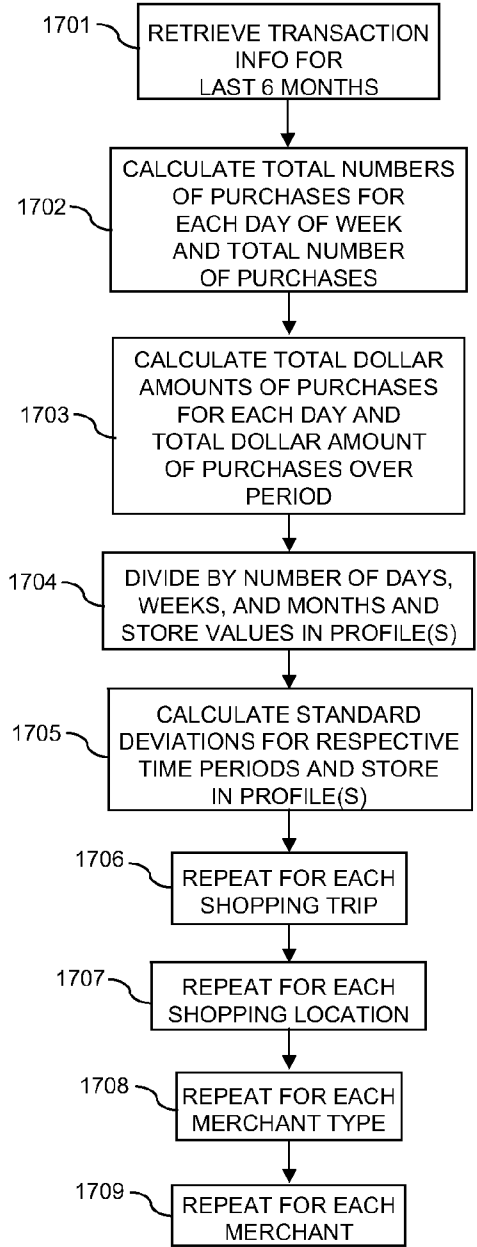 1701
RETRIEVE TRANSACTION
INFO FOR
LAST 6 MONTHS
1702
CALCULATE TOTAL NUMBERS
OF PURCHASES FOR
EACH DAY OF WEEK
AND TOTAL NUMBER
OF PURCHASES
1703
CALCULATE TOTAL DOLLAR
AMOUNTS OF PURCHASES
FOR EACH DAY AND
TOTAL DOLLAR AMOUNT
OF PURCHASES OVER
PERIOD
1704
DIVIDE BY NUMBER OF DAYS,
WEEKS, AND MONTHS AND
STORE VALUES IN PROFILE(S)
1705
CALCULATE STANDARD
DEVIATIONS FOR RESPECTIVE
TIME PERIODS AND STORE
IN PROFILE(S)
1706
REPEAT FOR EACH
SHOPPING TRIP
1707
REPEAT FOR EACH
SHOPPING LOCATION
1708
REPEAT FOR EACH
MERCHANT TYPE
1709
REPEAT FOR EACH
MERCHANT